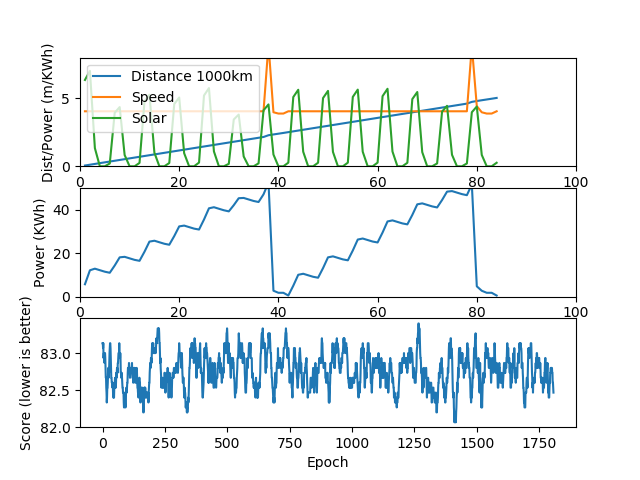 Dist/Power (m/KWh)
Distance 1000km
Speed
Solar
5
0
0 20 40 60 80 100
Power (KWh)
40
20
0
0 20 40 60 80 100
Score (lower is better)
83.0
82.5
82.0
0 250 500 750 1000 1250 1500 1750
Epoch